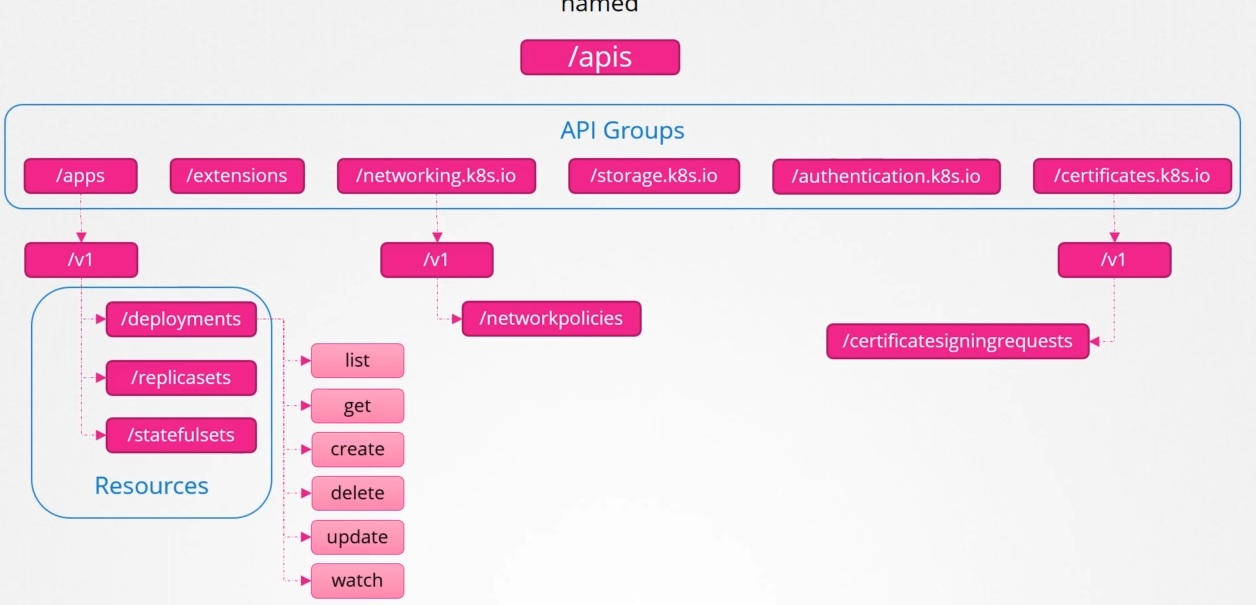 named
/apis
API Groups
/apps
/extensions
/networking.k8s.io
/storage.k8s.io
/authentication.k8s.io
/certificates.k8s.io
/v1
/v1
/v1
/deployments
/networkpolicies
/certificatesigningrequests
/replicasets
/statefulsets
Resources
list
get
create
delete
update
watch